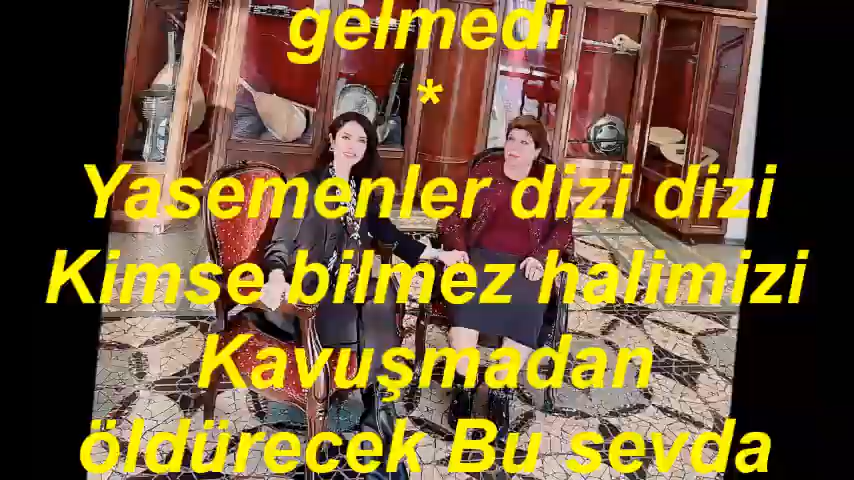 gelmedi
*
Yasemenler dizi dizi
Kimse bilmez halimizi
Kavuşmadan
öldürecek Bu sevda